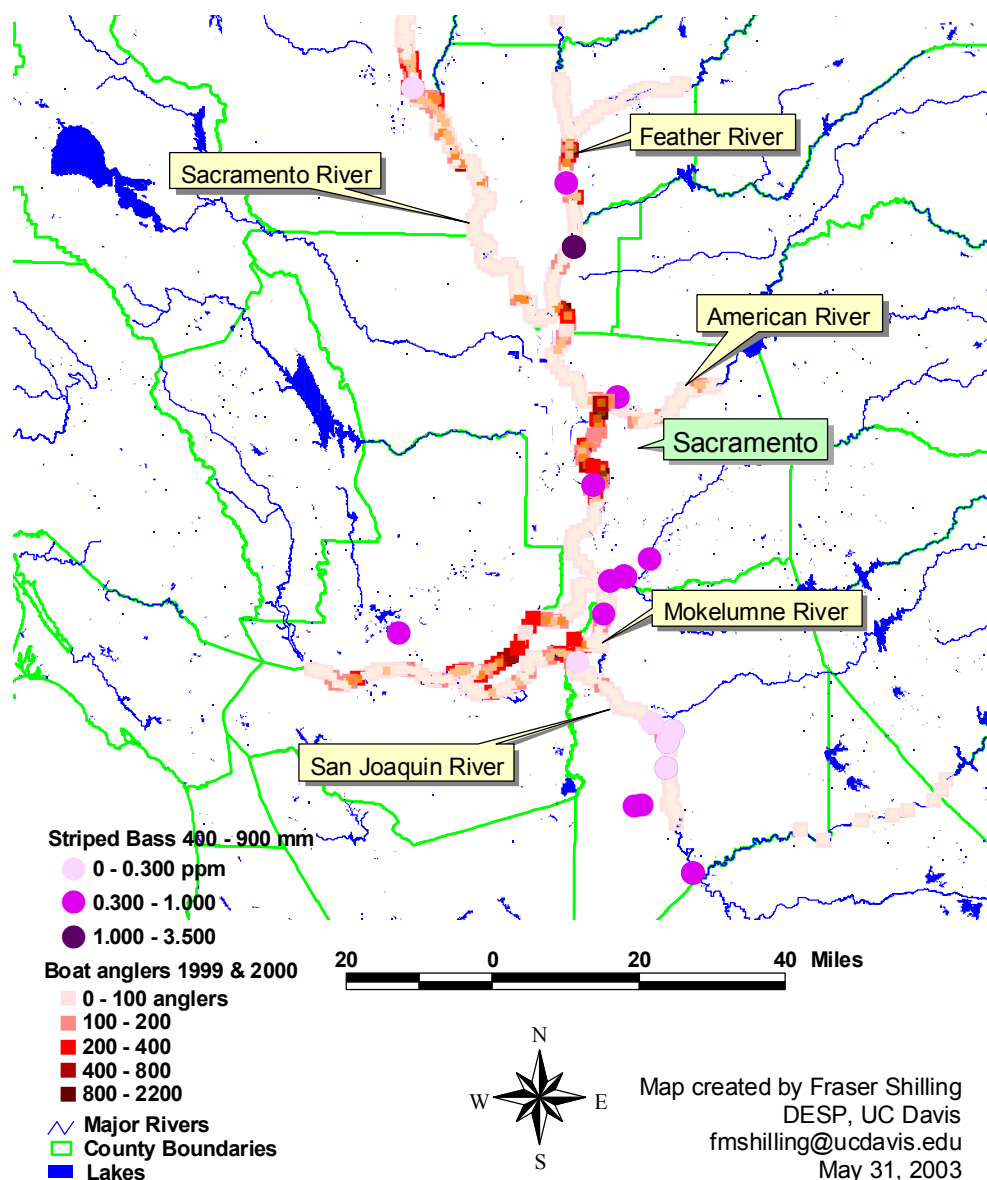 Feather River
Sacramento River
American River
Sacramento
Mokelumne River
San Joaquin River
Striped Bass 400 - 900 mm
0 - 0.300 ppm
0.300 - 1.000
1.000 - 3.500
Boat anglers 1999 & 2000
0 - 100 anglers
100 - 200
200 - 400
400 - 800
800 - 2200
Major Rivers
County Boundaries
Lakes
20 0 20 40 Miles
N
W E
S
Map created by Fraser Shilling
DESP, UC Davis
fmshilling@ucdavis.edu
May 31, 2003